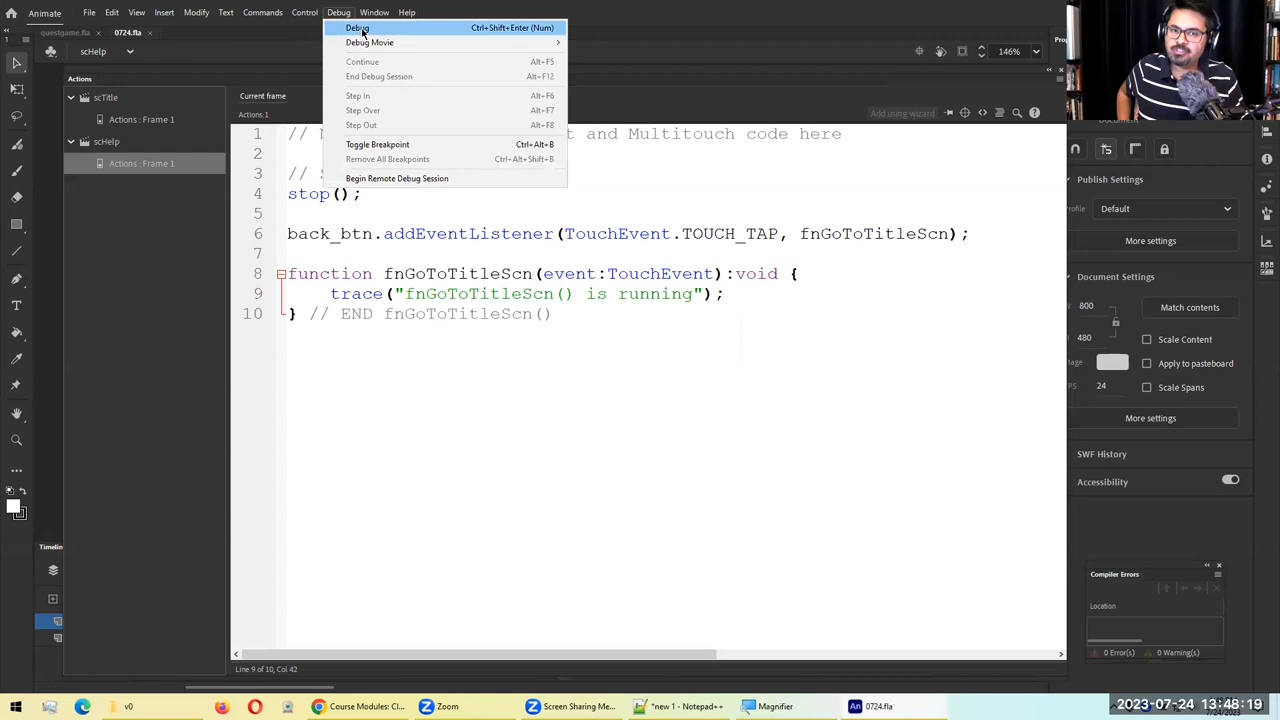 Animate File Edit View Insert Modify Text Commands Control Debug Window Help
questgame.fla × 0724.fla ×
scHelp
146%
Debug Ctrl+Shift+Enter (Num)
Debug Movie
Continue Alt+F5
End Debug Session Alt+F12
Step In Alt+F6
Step Over Alt+F7
Step Out Alt+F8
Toggle Breakpoint Ctrl+Alt+B
Remove All Breakpoints Ctrl+Alt+Shift+B
Begin Remote Debug Session
Actions
scTitle
Actions : Frame 1
scHelp
Actions : Frame 1
Current frame
Actions:1
Add using wizard
1 // and Multitouch code here
2
3 //
4 stop();
5
6 back_btn.addEventListener(TouchEvent.TOUCH_TAP, fnGoToTitleScn);
7
8 function fnGoToTitleScn(event:TouchEvent):void {
9 trace("fnGoToTitleScn() is running");
10 } // END fnGoToTitleScn()
Line 9 of 10, Col 42
Document
Publish Settings
Profile Default
More settings
Document Settings
800
480
Match contents
Scale Content
Apply to pasteboard
24
Scale Spans
More settings
SWF History
Accessibility
Compiler Errors
Location
0 Error(s) 0 Warning(s)
v0
Course Modules: Cl...
Zoom
Screen Sharing Me...
*new 1 - Notepad++
Magnifier
0724.fla
2023-07-24 13:48:19